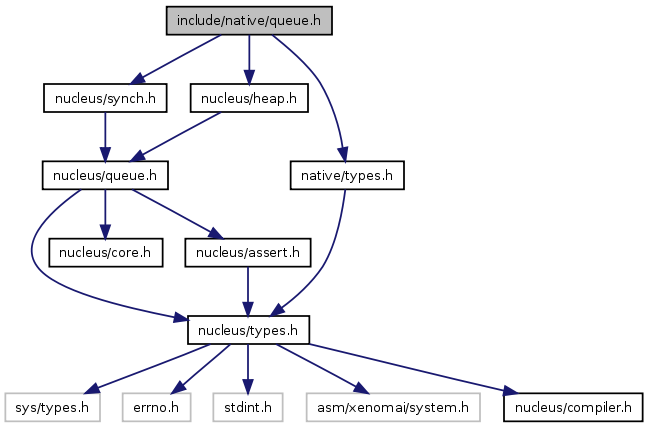 include/native/queue.h
nucleus/synch.h
nucleus/heap.h
nucleus/queue.h
native/types.h
nucleus/core.h
nucleus/assert.h
nucleus/types.h
sys/types.h
errno.h
stdint.h
asm/xenomai/system.h
nucleus/compiler.h